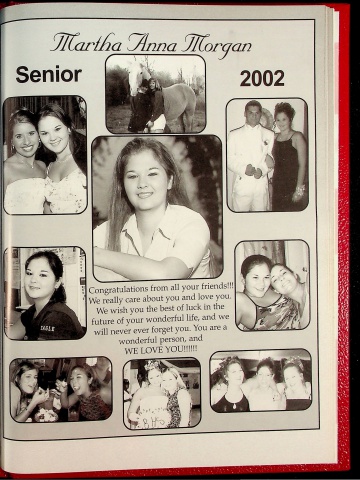 Martha Anna Morgan
Senior
2002
EAGLE
Congratulations from all your friends!!!
We really care about you and love you.
We wish you the best of luck in the
future of your wonderful life, and we
will never ever forget you. You are a
wonderful person, and
WE LOVE YOU!!!!!!